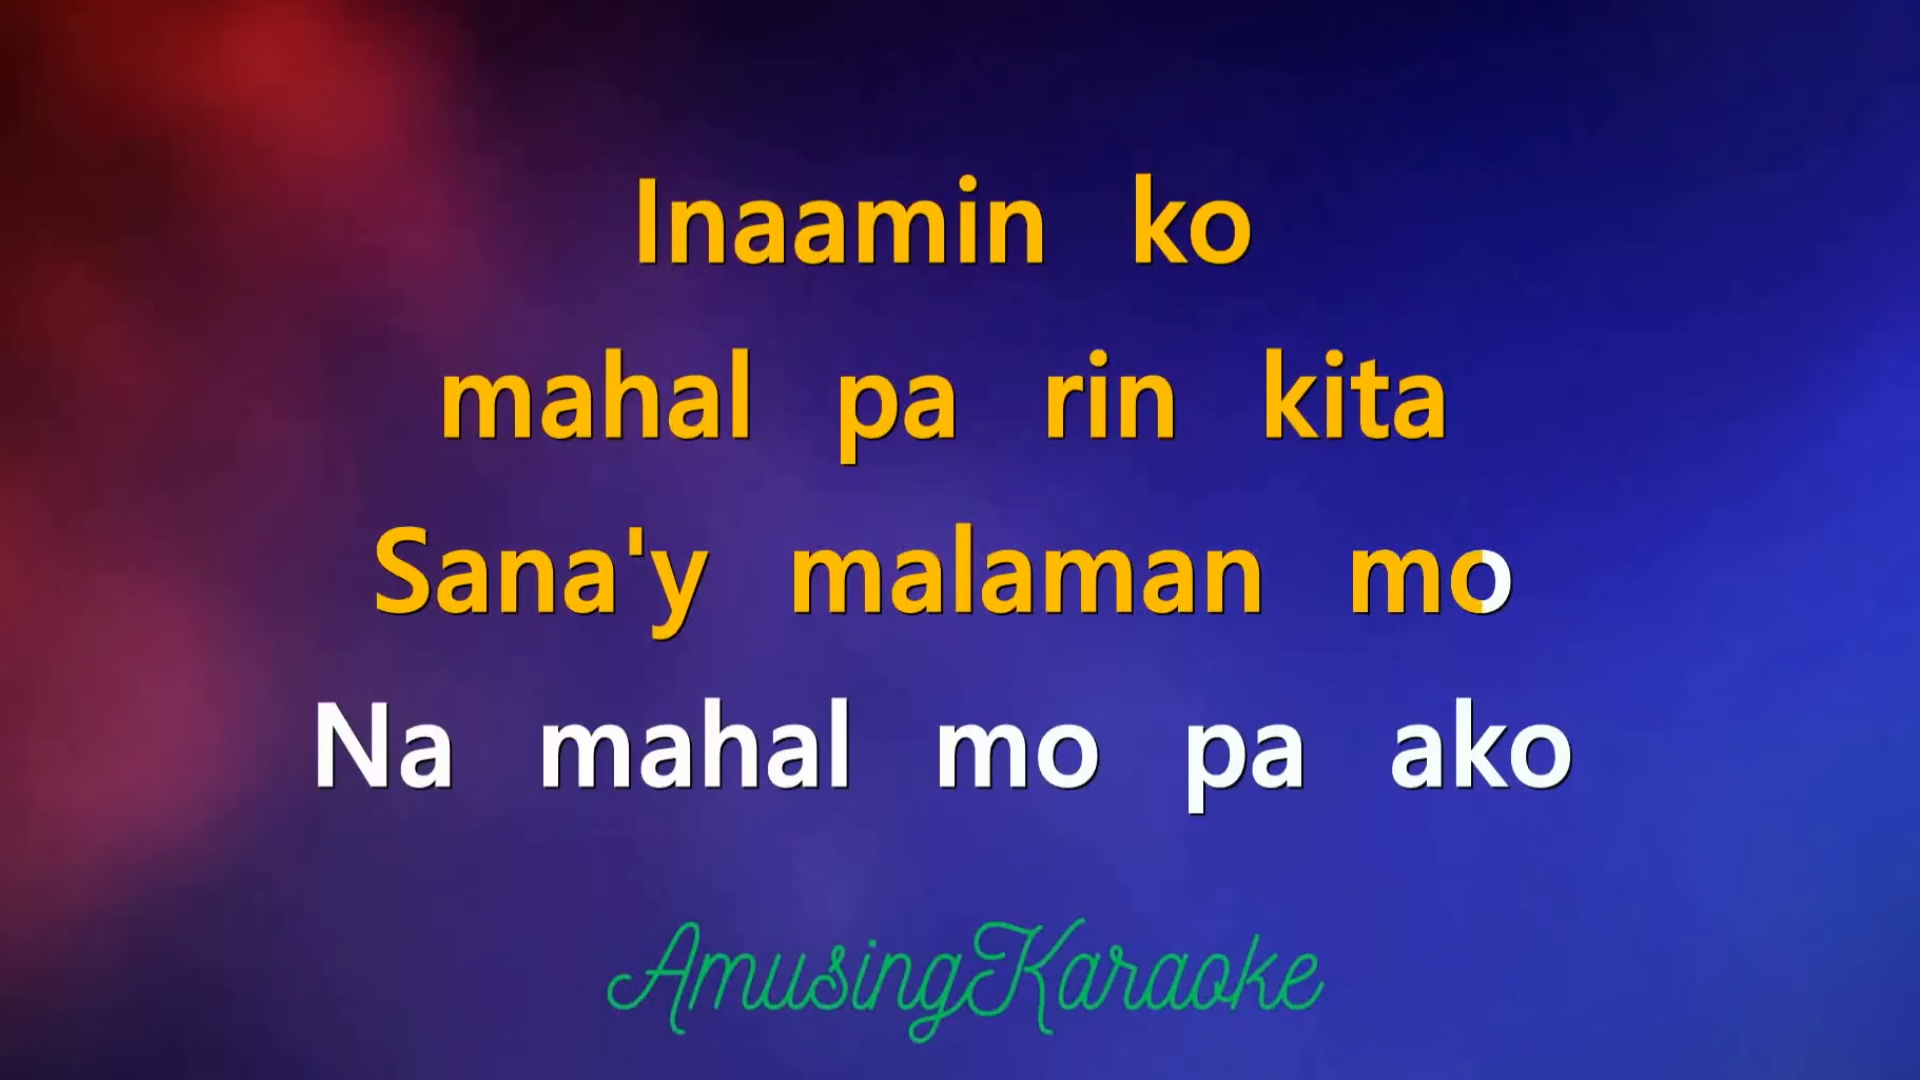 Inaamin ko
mahal pa rin kita
Sana'y malaman mo
Na mahal mo pa ako
AmusingKaraoke